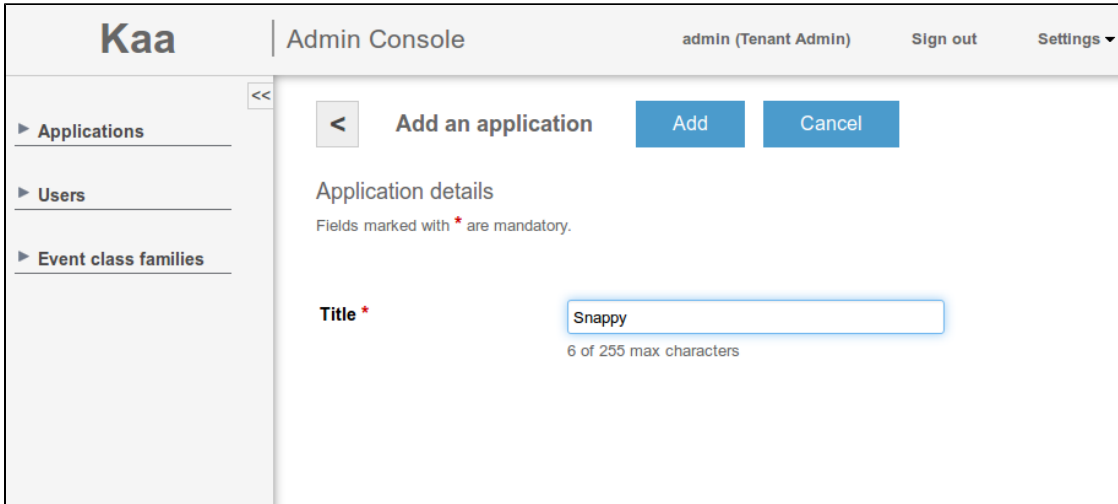 Kaa
Admin Console
admin (Tenant Admin)
Sign out
Settings
<<
Applications
Users
Event class families
<
Add an application
Add
Cancel
Application details
Fields marked with * are mandatory.
Title *
Snappy
6 of 255 max characters